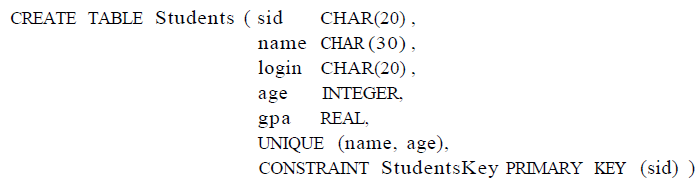 CREATE TABLE Students ( sid CHAR(20) ,
name CHAR (30) ,
login CHAR(20) ,
age INTEGER,
gpa REAL,
UNIQUE (name, age),
CONSTRAINT StudentsKey PRIMARY KEY (sid) )